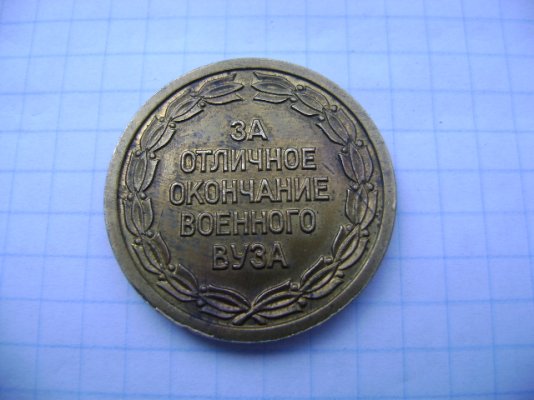 ЗА
ОТЛИЧНОЕ
ОКОНЧАНИЕ
ВОЕННОГО
ВУЗА